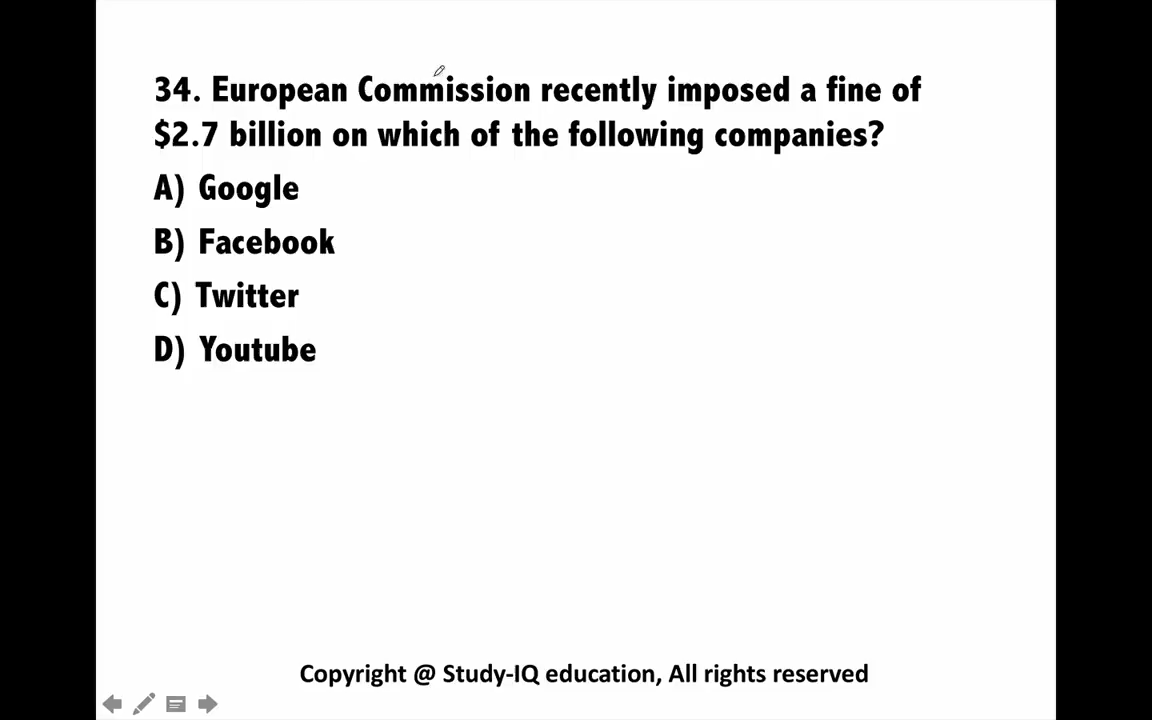 34. European Commission recently imposed a fine of
$2.7 billion on which of the following companies?
A) Google
B) Facebook
C) Twitter
D) Youtube
Copyright @ Study-IQ education, All rights reserved